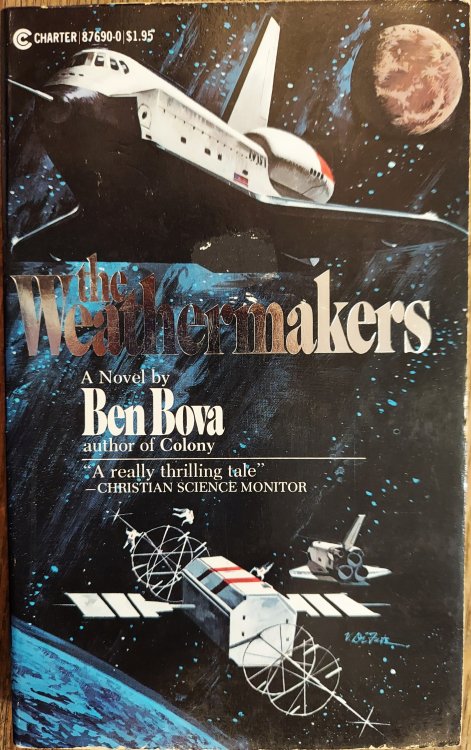 CHARTER | 87690-0 | $1.95
the
Weathermakers
A Novel by
Ben Bova
author of Colony
"A really thrilling tale"
—CHRISTIAN SCIENCE MONITOR